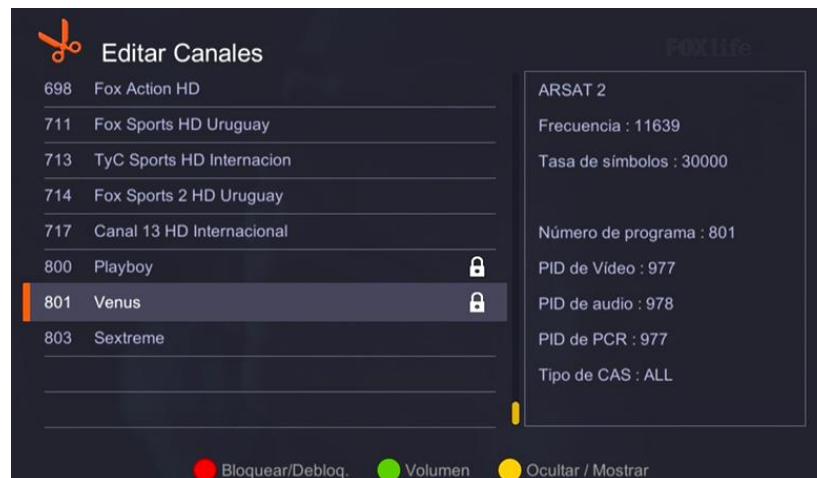 Editar Canales
FOX life
698 Fox Action HD
711 Fox Sports HD Uruguay
713 TyC Sports HD Internacion
714 Fox Sports 2 HD Uruguay
717 Canal 13 HD Internacional
800 Playboy
801 Venus
803 Sextreme
ARSAT 2
Frecuencia : 11639
Tasa de símbolos : 30000
Número de programa : 801
PID de Vídeo : 977
PID de audio : 978
PID de PCR : 977
Tipo de CAS : ALL
Bloquear/Debloq.
Volumen
Ocultar / Mostrar